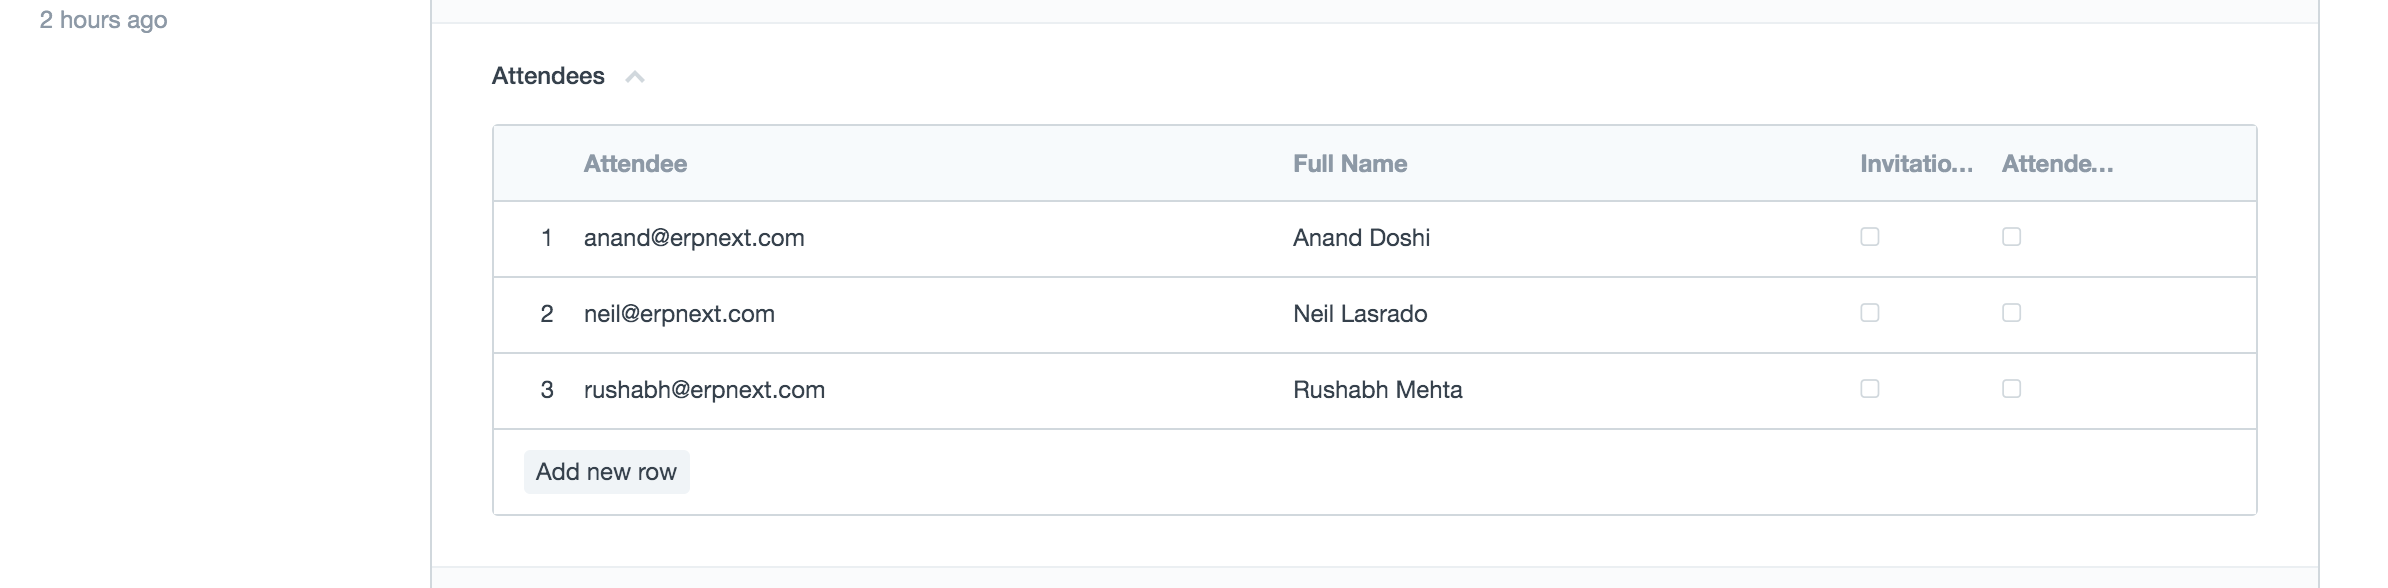 2 hours ago
Attendees
Attendee Full Name Invitatio... Attende...
1 anand@erpnext.com Anand Doshi
2 neil@erpnext.com Neil Lasrado
3 rushabh@erpnext.com Rushabh Mehta
Add new row